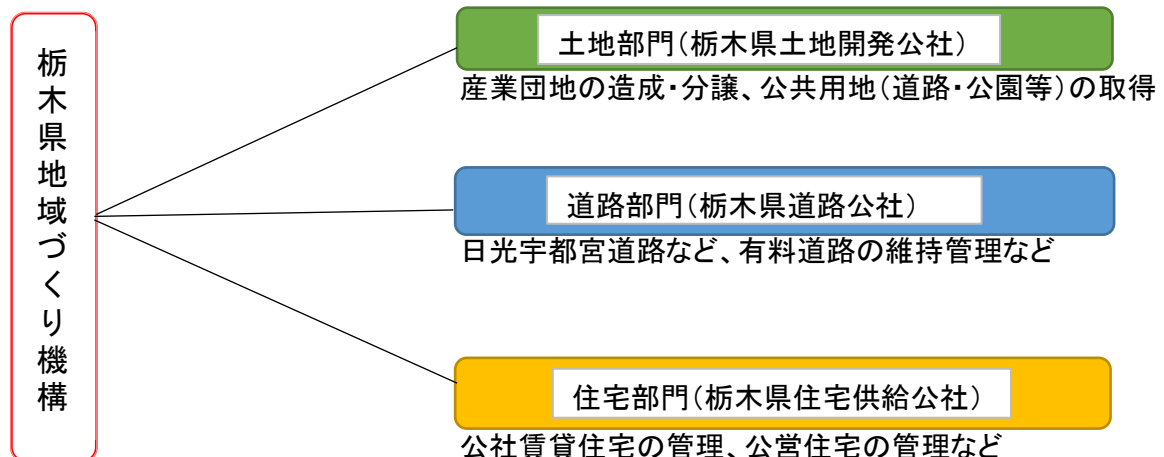 栃木県地域づくり機構
土地部門（栃木県土地開発公社）
産業団地の造成・分譲、公共用地（道路・公園等）の取得
道路部門（栃木県道路公社）
日光宇都宮道路など、有料道路の維持管理など
住宅部門（栃木県住宅供給公社）
公社賃貸住宅の管理、公営住宅の管理など